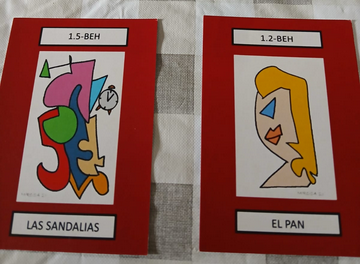 1.5-BEH
LAS SANDALIAS
1.2-BEH
EL PAN